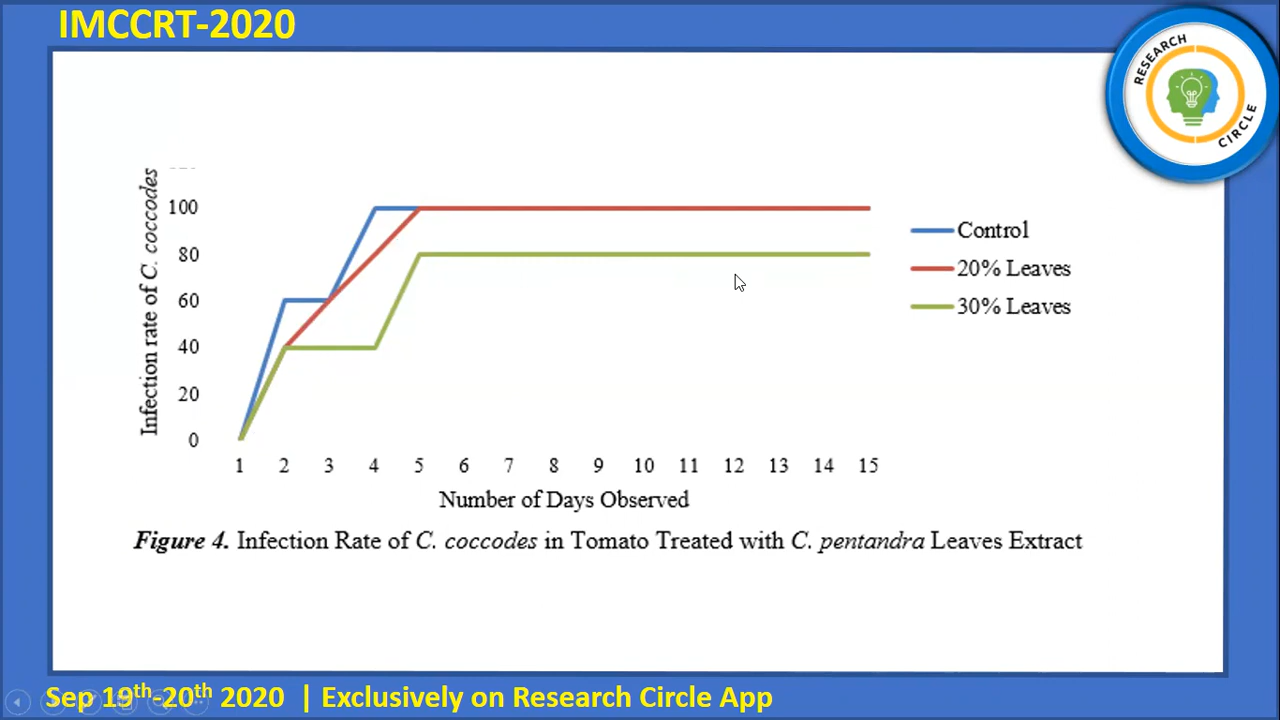 IMCCRT-2020
RESEARCH
CIRCLE
Infection rate of C. coccodes
100
80
60
40
20
0
1 2 3 4 5 6 7 8 9 10 11 12 13 14 15
Number of Days Observed
Control
20% Leaves
30% Leaves
Figure 4. Infection Rate of C. coccodes in Tomato Treated with C. pentandra Leaves Extract
Sep 19th-20th 2020 | Exclusively on Research Circle App